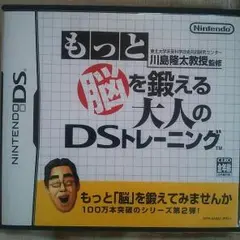 Nintendo
NINTENDO DS
東北大学未来科学技術共同研究センター
川島隆太教授監修
もっと
脳を鍛える
大人の
DSトレーニング
TM
もっと「脳」を鍛えてみませんか
100万本突破のシリーズ第2弾!